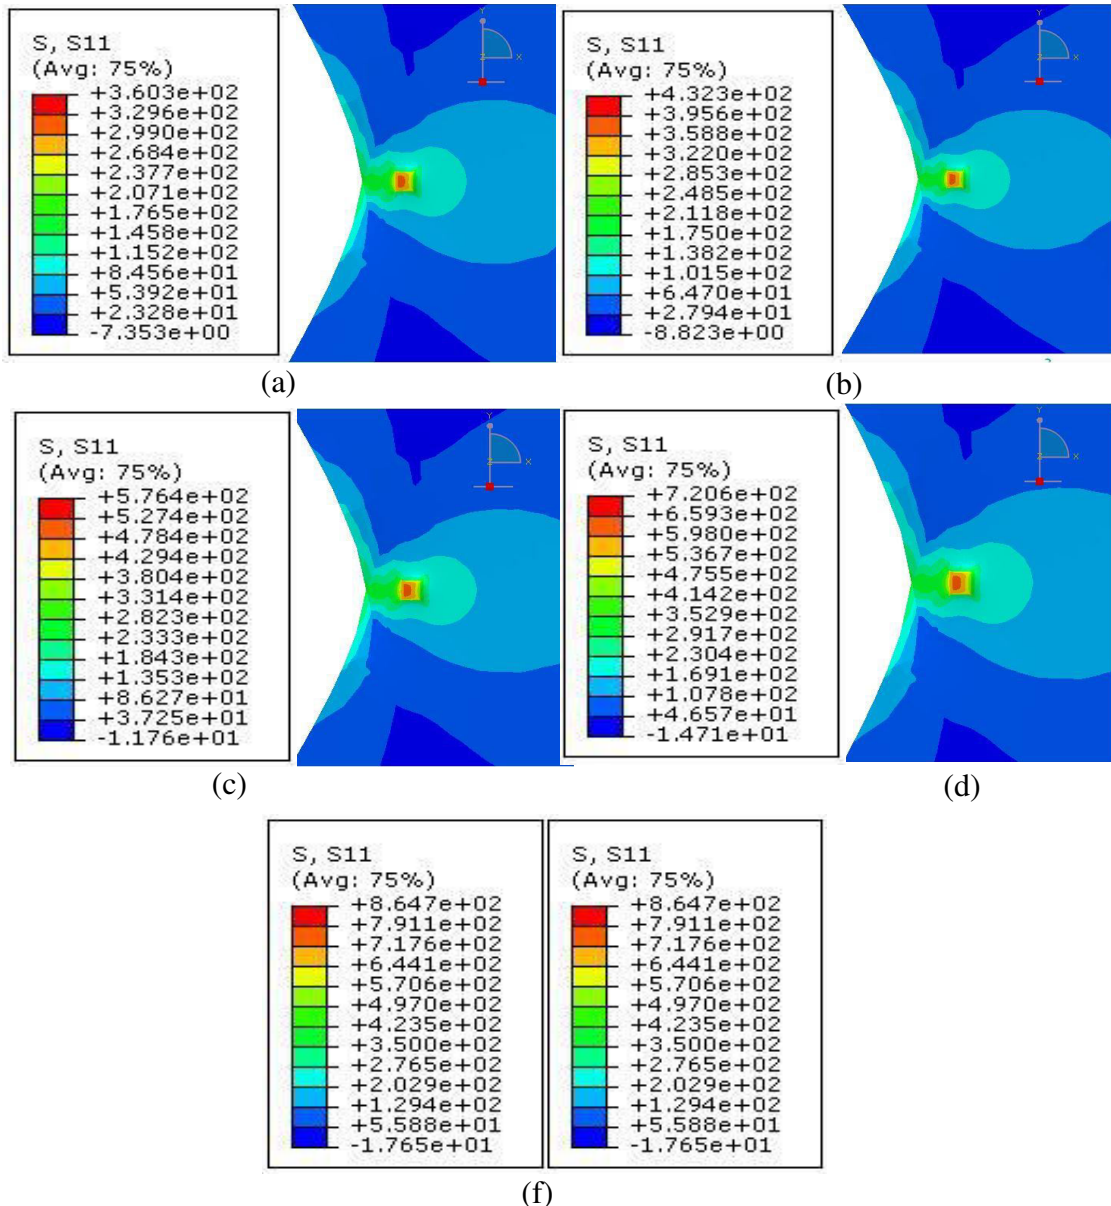 S, S11
(Avg: 75%)
+3.603e+02
+3.296e+02
+2.990e+02
+2.684e+02
+2.377e+02
+2.071e+02
+1.765e+02
+1.458e+02
+1.152e+02
+8.456e+01
+5.392e+01
+2.328e+01
-7.353e+00
Y
Z
X
(a)
S, S11
(Avg: 75%)
+4.323e+02
+3.956e+02
+3.588e+02
+3.220e+02
+2.853e+02
+2.485e+02
+2.118e+02
+1.750e+02
+1.382e+02
+1.015e+02
+6.470e+01
+2.794e+01
-8.823e+00
Y
Z
X
(b)
S, S11
(Avg: 75%)
+5.764e+02
+5.274e+02
+4.784e+02
+4.294e+02
+3.804e+02
+3.314e+02
+2.823e+02
+2.333e+02
+1.843e+02
+1.353e+02
+8.627e+01
+3.725e+01
-1.176e+01
Y
Z
X
(c)
S, S11
(Avg: 75%)
+7.206e+02
+6.593e+02
+5.980e+02
+5.367e+02
+4.755e+02
+4.142e+02
+3.529e+02
+2.917e+02
+2.304e+02
+1.691e+02
+1.078e+02
+4.657e+01
-1.471e+01
Y
Z
X
(d)
S, S11
(Avg: 75%)
+8.647e+02
+7.911e+02
+7.176e+02
+6.441e+02
+5.706e+02
+4.970e+02
+4.235e+02
+3.500e+02
+2.765e+02
+2.029e+02
+1.294e+02
+5.588e+01
-1.765e+01
S, S11
(Avg: 75%)
+8.647e+02
+7.911e+02
+7.176e+02
+6.441e+02
+5.706e+02
+4.970e+02
+4.235e+02
+3.500e+02
+2.765e+02
+2.029e+02
+1.294e+02
+5.588e+01
-1.765e+01
(f)